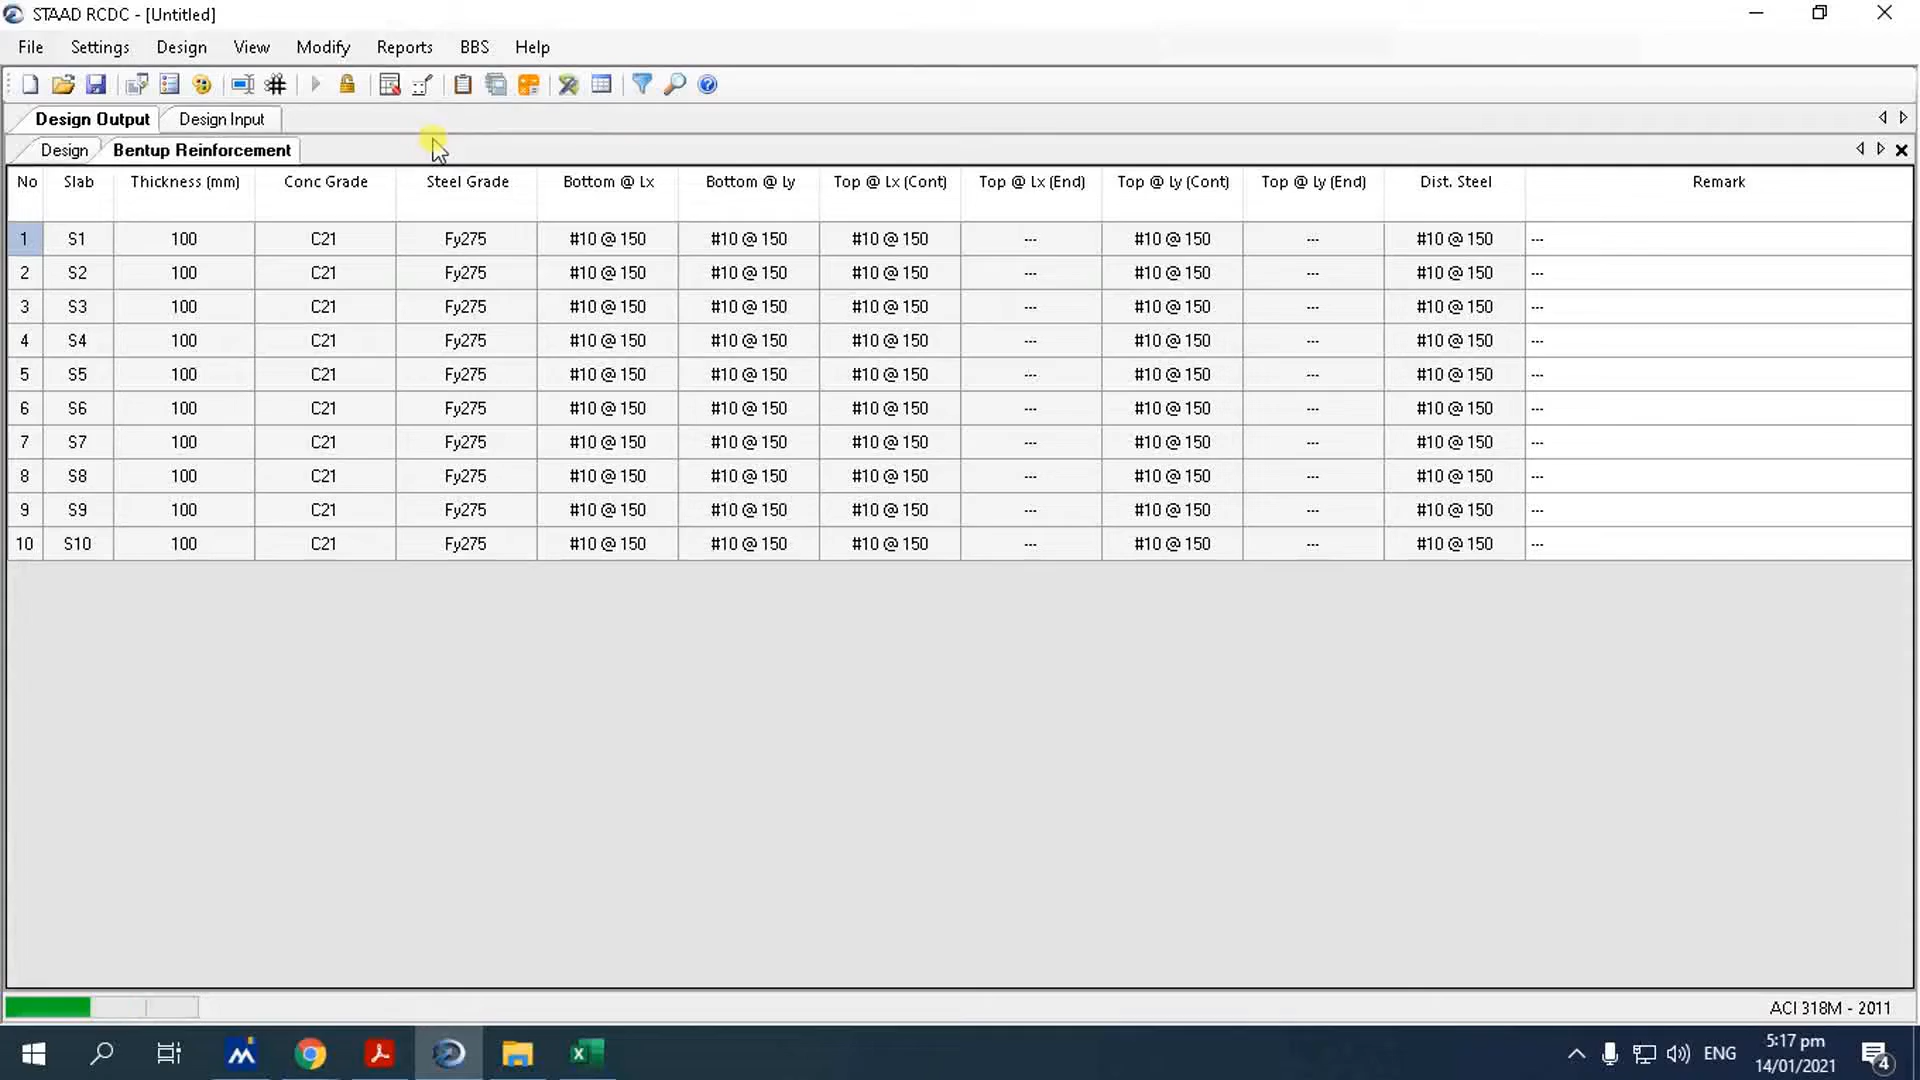 STAAD RCDC - [Untitled]
File Settings Design View Modify Reports BBS Help
Design Output Design Input
Design Bentup Reinforcement
No Slab Thickness (mm) Conc Grade Steel Grade Bottom @ Lx Bottom @ Ly Top @ Lx (Cont) Top @ Lx (End) Top @ Ly (Cont) Top @ Ly (End) Dist. Steel Remark
1 S1 100 C21 Fy275 #10 @ 150 #10 @ 150 #10 @ 150 --- #10 @ 150 --- #10 @ 150 ---
2 S2 100 C21 Fy275 #10 @ 150 #10 @ 150 #10 @ 150 --- #10 @ 150 --- #10 @ 150 ---
3 S3 100 C21 Fy275 #10 @ 150 #10 @ 150 #10 @ 150 --- #10 @ 150 --- #10 @ 150 ---
4 S4 100 C21 Fy275 #10 @ 150 #10 @ 150 #10 @ 150 --- #10 @ 150 --- #10 @ 150 ---
5 S5 100 C21 Fy275 #10 @ 150 #10 @ 150 #10 @ 150 --- #10 @ 150 --- #10 @ 150 ---
6 S6 100 C21 Fy275 #10 @ 150 #10 @ 150 #10 @ 150 --- #10 @ 150 --- #10 @ 150 ---
7 S7 100 C21 Fy275 #10 @ 150 #10 @ 150 #10 @ 150 --- #10 @ 150 --- #10 @ 150 ---
8 S8 100 C21 Fy275 #10 @ 150 #10 @ 150 #10 @ 150 --- #10 @ 150 --- #10 @ 150 ---
9 S9 100 C21 Fy275 #10 @ 150 #10 @ 150 #10 @ 150 --- #10 @ 150 --- #10 @ 150 ---
10 S10 100 C21 Fy275 #10 @ 150 #10 @ 150 #10 @ 150 --- #10 @ 150 --- #10 @ 150 ---
ACI 318M - 2011
ENG
5:17 pm
14/01/2021
4